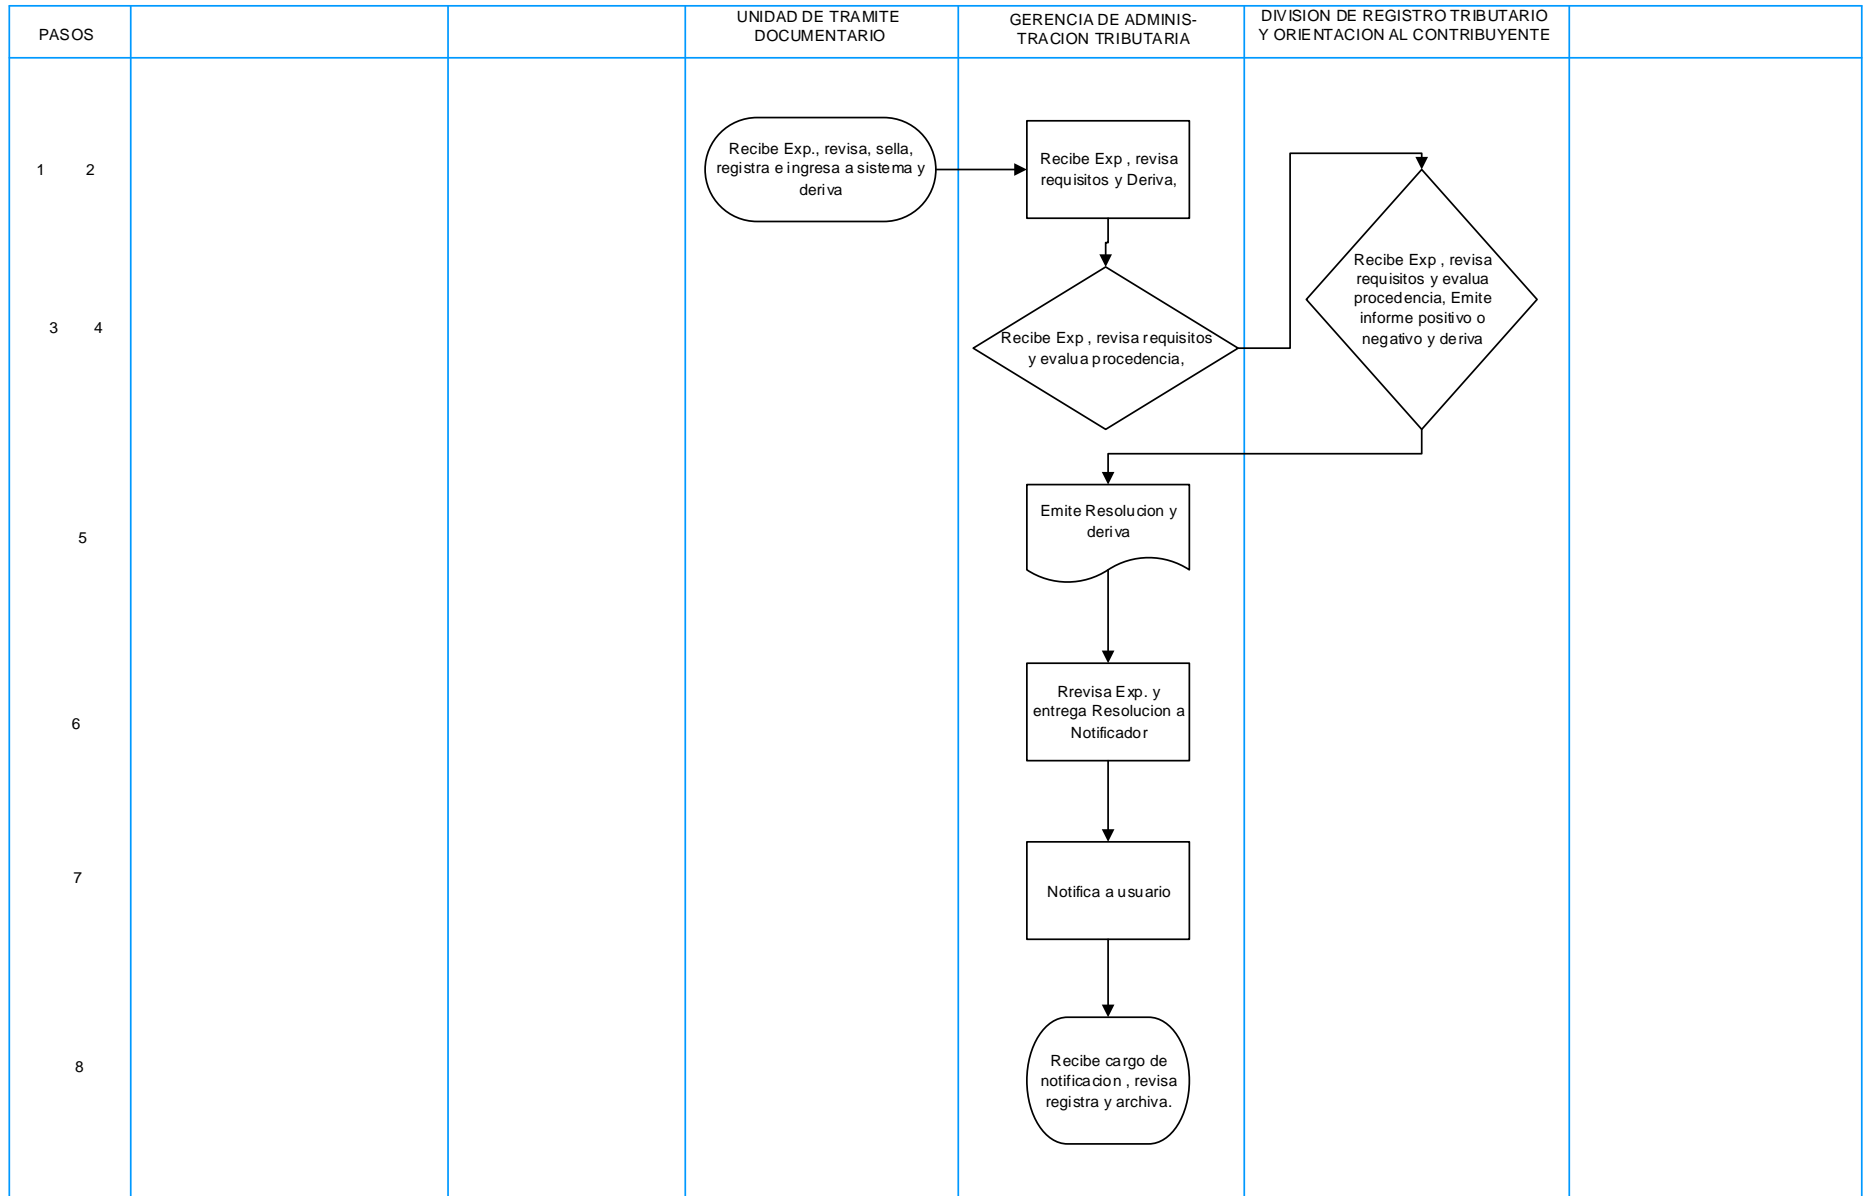 PASOS
UNIDAD DE TRAMITE
DOCUMENTARIO
GERENCIA DE ADMINIS-
TRACION TRIBUTARIA
DIVISION DE REGISTRO TRIBUTARIO
Y ORIENTACION AL CONTRIBUYENTE
1 2
Recibe Exp., revisa, sella,
registra e ingresa a sistema y
deriva
Recibe Exp , revisa
requisitos y Deriva,
3 4
Recibe Exp , revisa requisitos
y evalua procedencia,
Recibe Exp , revisa
requisitos y evalua
procedencia, Emite
informe positivo o
negativo y deriva
5
Emite Resolucion y
deriva
6
Rrevisa Exp. y
entrega Resolucion a
Notificador
7
Notifica a usuario
8
Recibe cargo de
notificacion , revisa
registra y archiva.